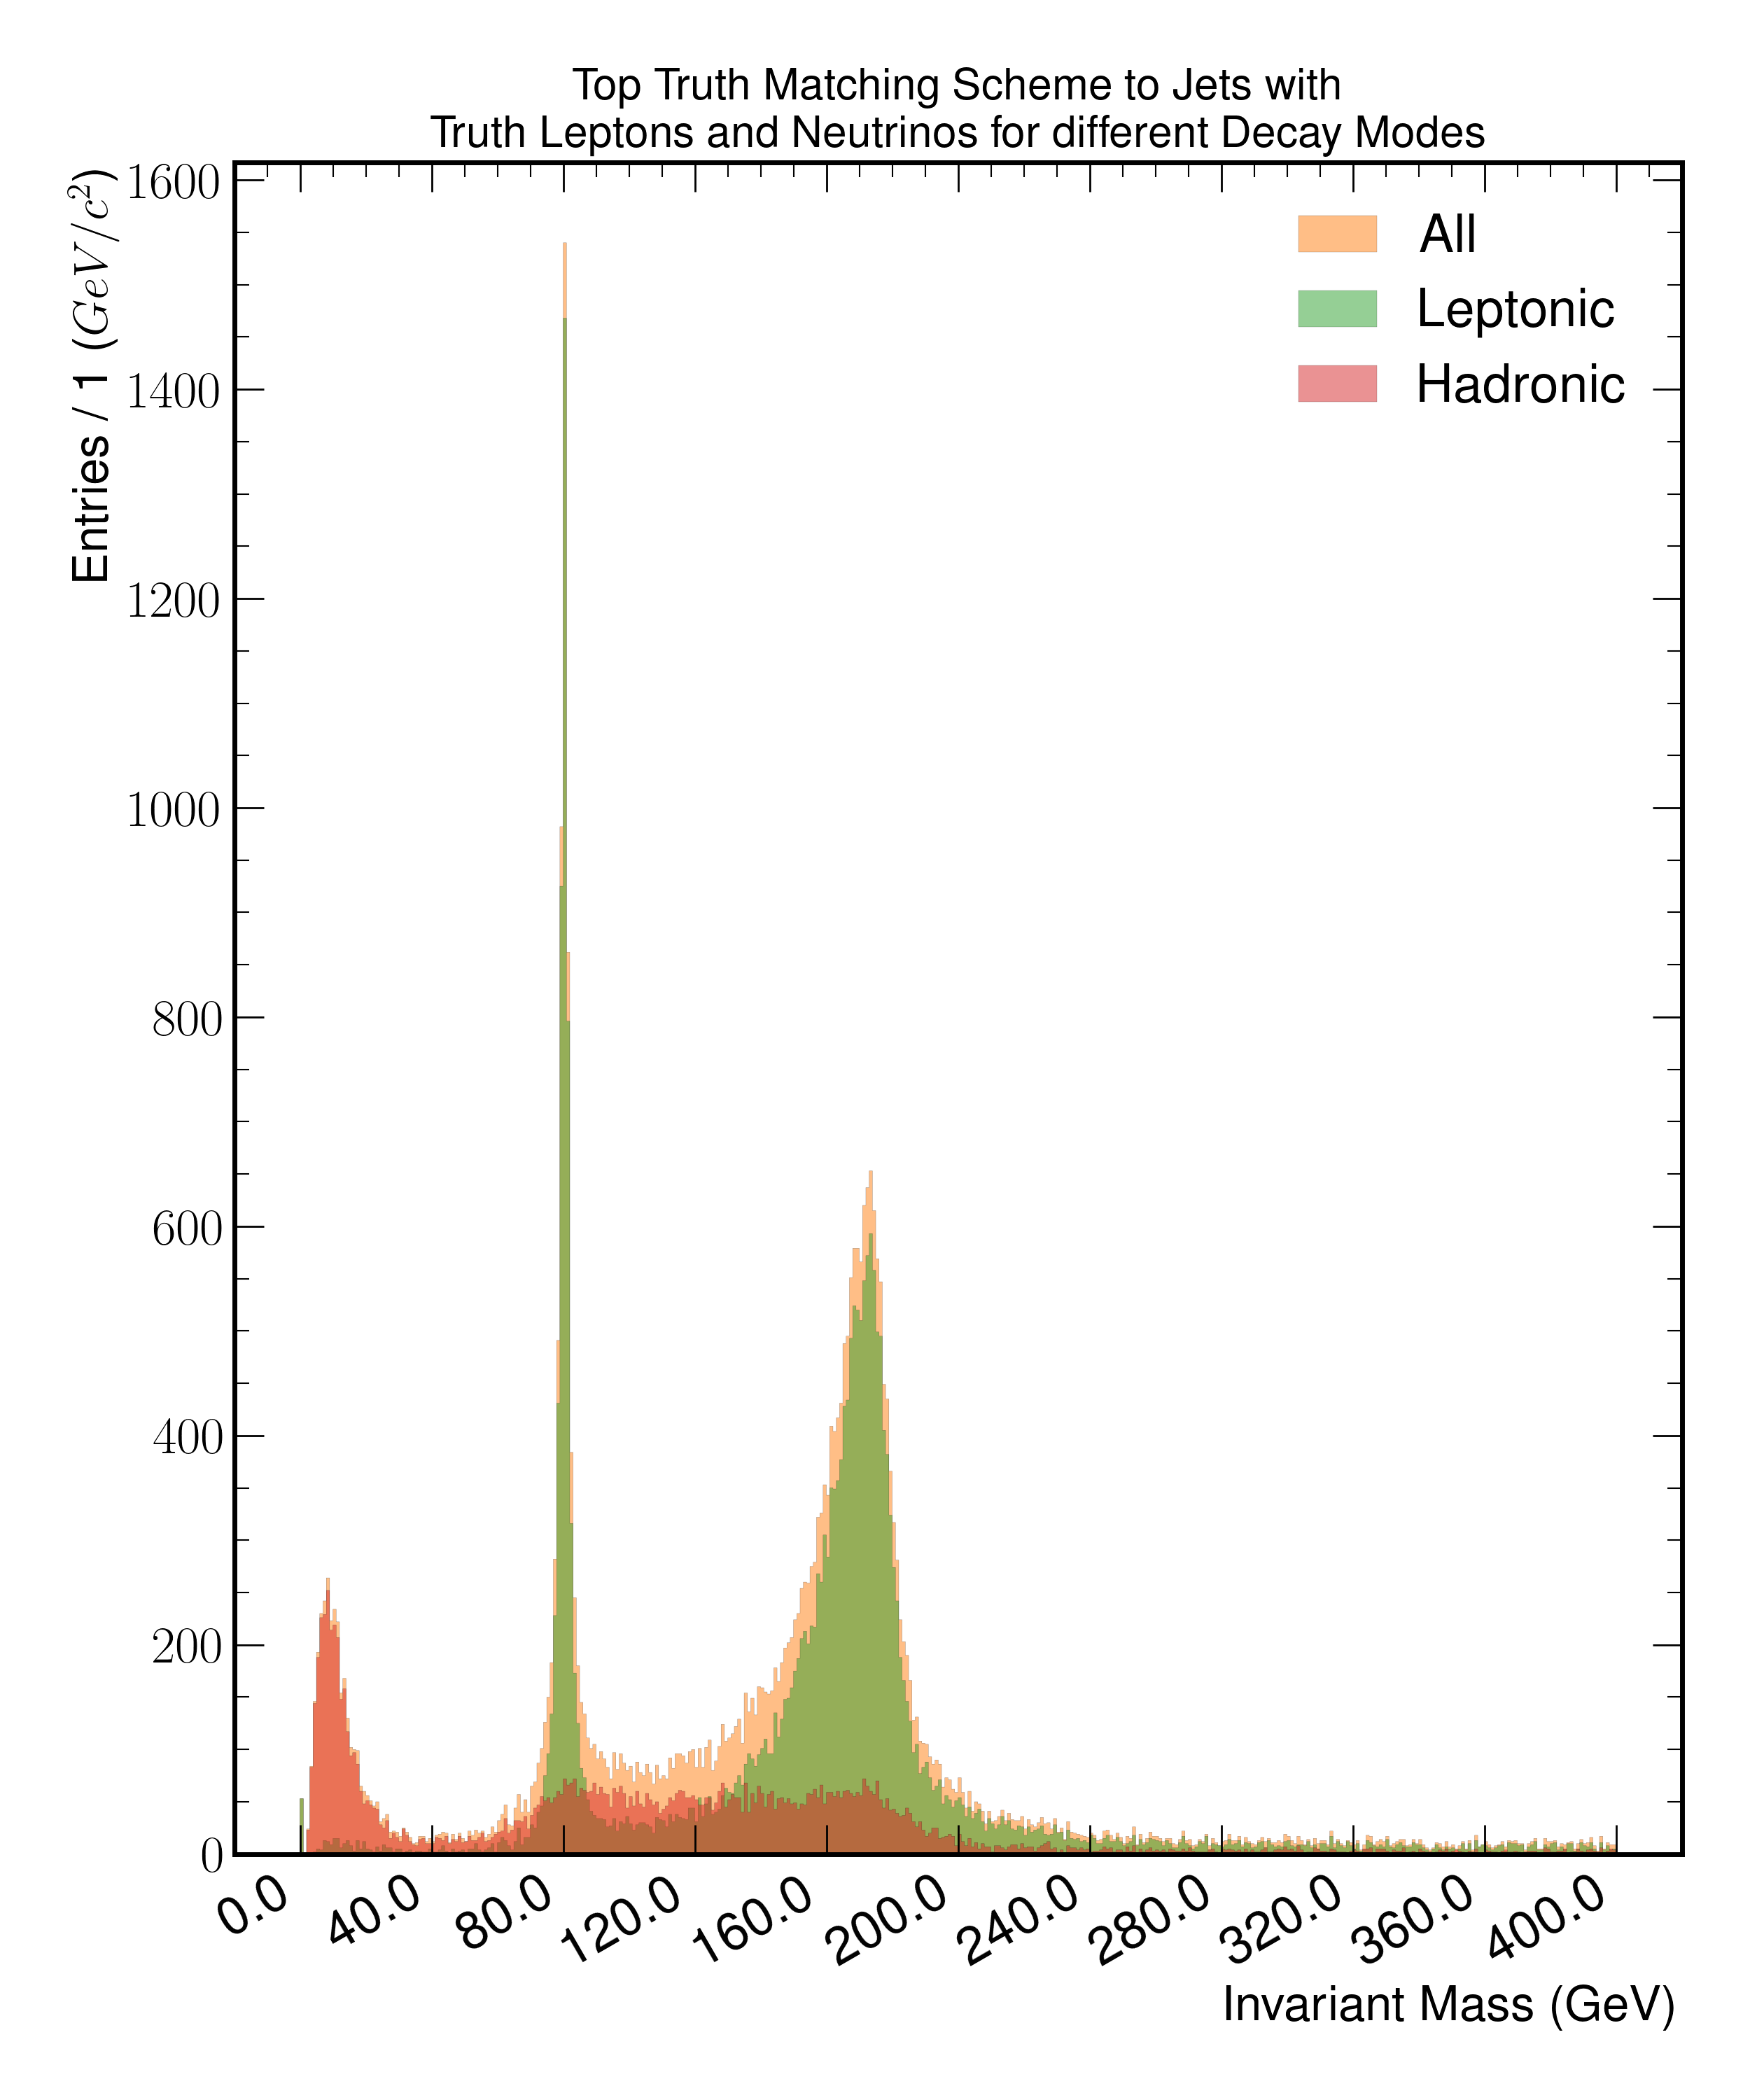 Top Truth Matching Scheme to Jets with
Truth Leptons and Neutrinos for different Decay Modes
Entries / 1 (GeV/c²)
1600
1400
1200
1000
800
600
400
200
0
All
Leptonic
Hadronic
0.0 40.0 80.0 120.0 160.0 200.0 240.0 280.0 320.0 360.0 400.0
Invariant Mass (GeV)